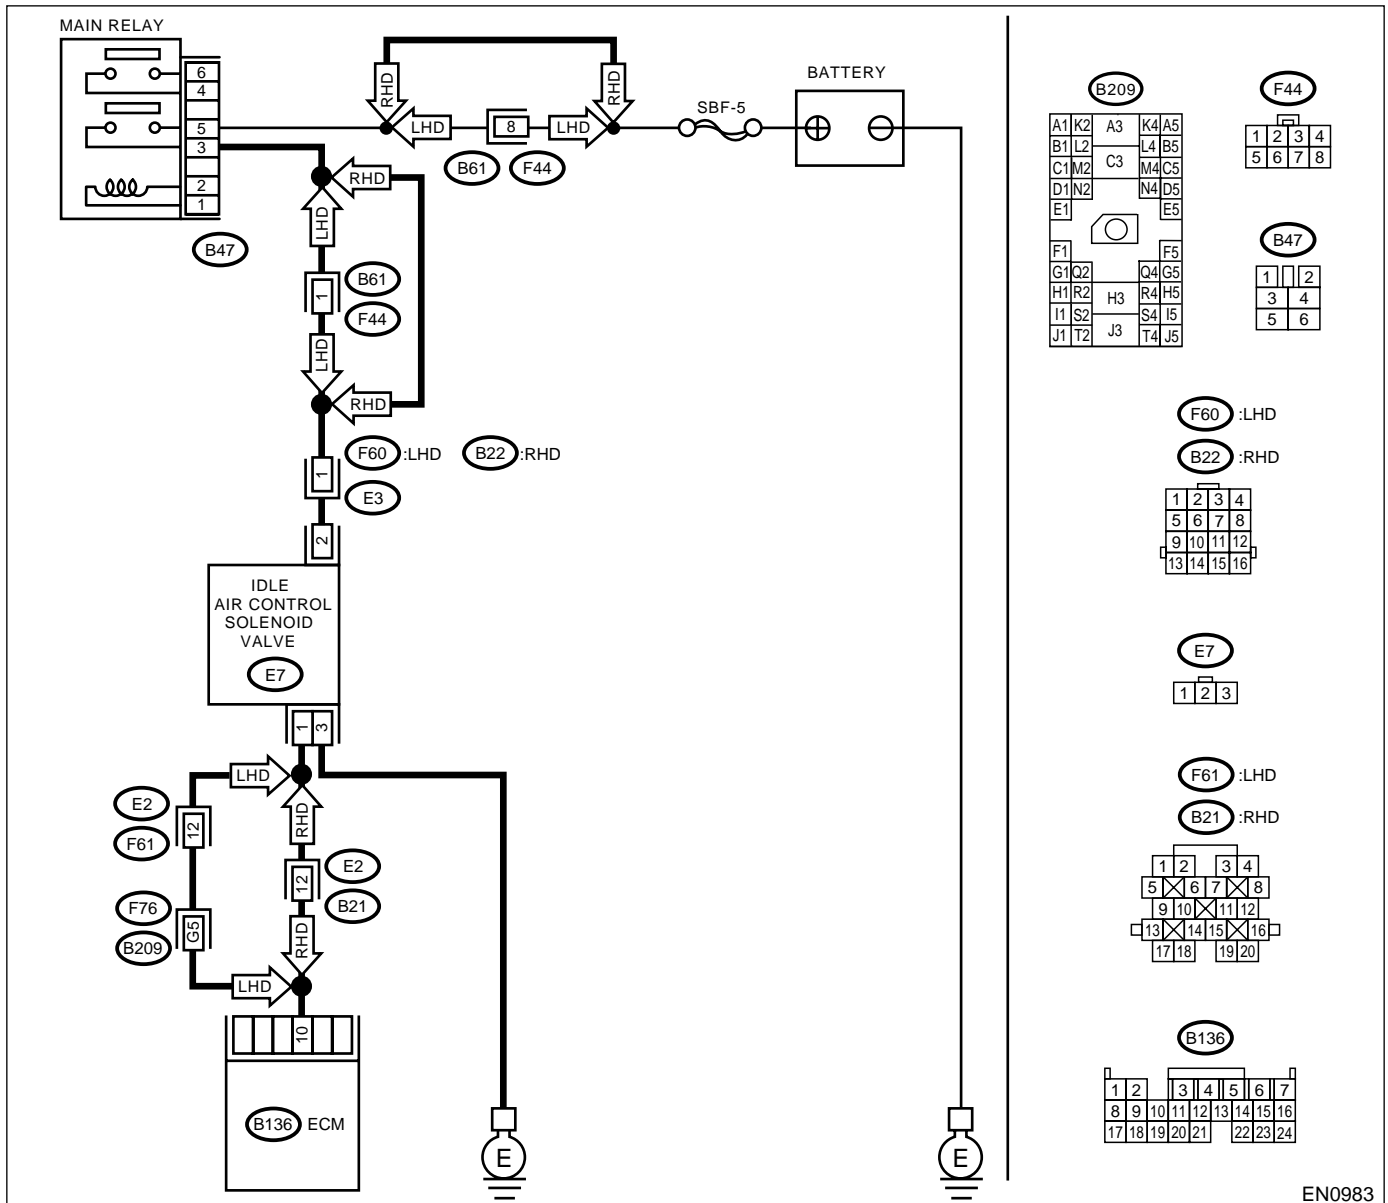 MAIN RELAY
6
4
5
3
2
1
B47
RHD
RHD
LHD
8
LHD
B61
F44
SBF-5
BATTERY
RHD
LHD
1
B61
F44
LHD
RHD
1
F60 :LHD
B22 :RHD
E3
2
IDLE
AIR CONTROL
SOLENOID
VALVE
E7
1 3
LHD
RHD
E2
F61
12
12
E2
B21
F76
B209
G5
RHD
LHD
10
B136 ECM
E
E
B209
A1 K2 A3 K4 A5
B1 L2 L4 B5
C1 M2 C3 M4 C5
D1 N2 N4 D5
E1 E5
F1 F5
G1 Q2 Q4 G5
H1 R2 H3 R4 H5
I1 S2 S4 I5
J1 T2 J3 T4 J5
F44
1 2 3 4
5 6 7 8
B47
1 2
3 4
5 6
F60 :LHD
B22 :RHD
1 2 3 4
5 6 7 8
9 10 11 12
13 14 15 16
E7
1 2 3
F61 :LHD
B21 :RHD
1 2 3 4
5 6 7 8
9 10 11 12
13 14 15 16
17 18 19 20
B136
1 2 3 4 5 6 7
8 9 10 11 12 13 14 15 16
17 18 19 20 21 22 23 24
EN0983